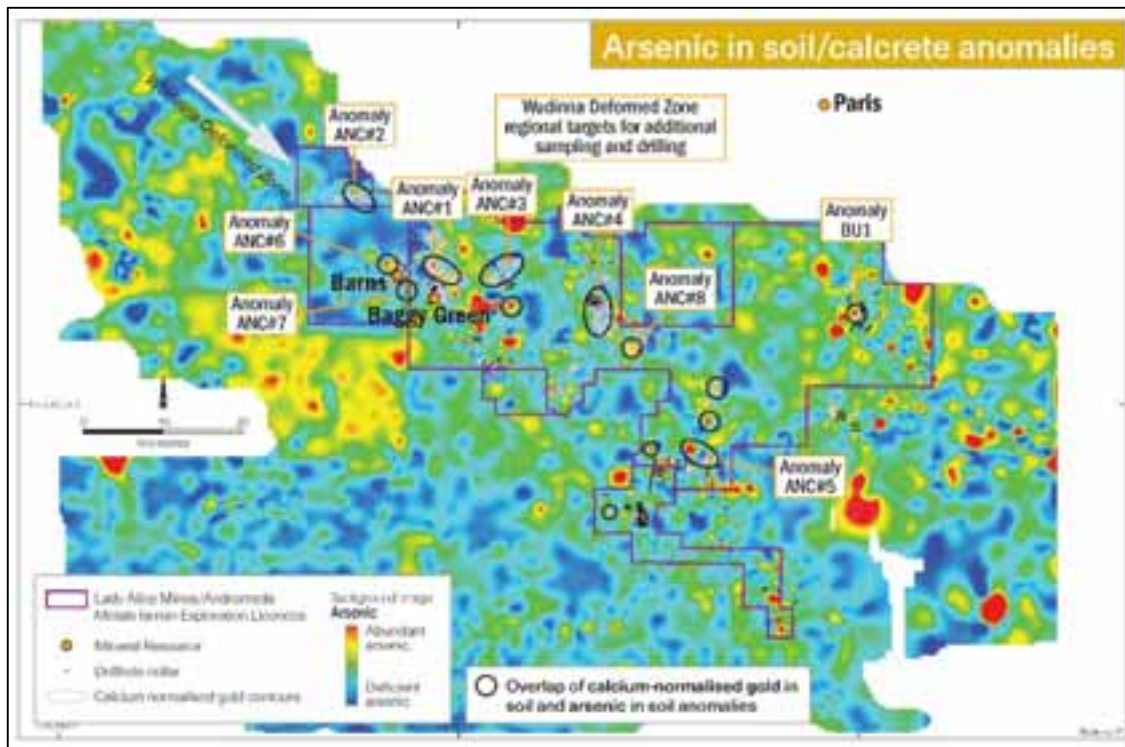 Arsenic in soil/calcrete anomalies
Paris
Wudinna Deformed Zone
regional targets for additional
sampling and drilling
Anomaly
ANC#2
Anomaly
ANC#1
Anomaly
ANC#3
Anomaly
ANC#4
Anomaly
BU1
Anomaly
ANC#6
Anomaly
ANC#8
Barns
Anomaly
ANC#7
Baggy Green
Anomaly
ANC#5
Lady Alice Mines/Andromeda
Metals tenements Exploration Licences
Mineral Resource
Drillhole collar
Calcium normalised gold contours
Background image
Arsenic
Abundant
arsenic
Deficient
arsenic
Overlap of calcium-normalised gold in
soil and arsenic in soil anomalies